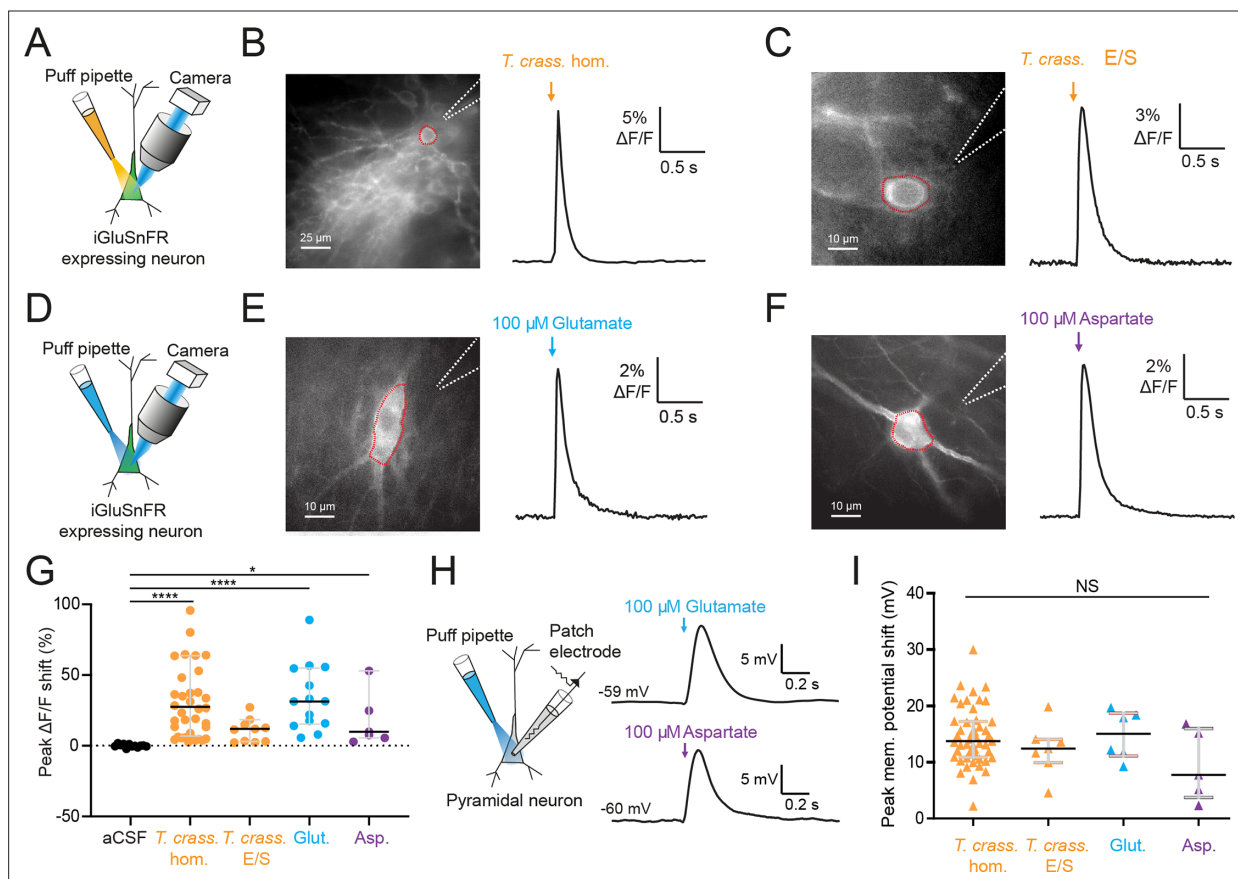 A
Puff pipette
Camera
iGluSnFR
expressing neuron
B
25 µm
T. crass. hom.
5%
ΔF/F
0.5 s
C
10 µm
T. crass. E/S
3%
ΔF/F
0.5 s
D
Puff pipette
Camera
iGluSnFR
expressing neuron
E
10 µm
100 µM Glutamate
2%
ΔF/F
0.5 s
F
10 µm
100 µM Aspartate
2%
ΔF/F
0.5 s
G
Peak ΔF/F shift (%)
100
50
0
-50
*
****
****
aCSF
T. crass.
hom.
T. crass.
E/S
Glut.
Asp.
H
Puff pipette
Patch
electrode
Pyramidal neuron
100 µM Glutamate
-59 mV
5 mV
0.2 s
100 µM Aspartate
-60 mV
5 mV
0.2 s
I
Peak mem. potential shift (mV)
40
30
20
10
0
NS
T. crass.
hom.
T. crass.
E/S
Glut.
Asp.